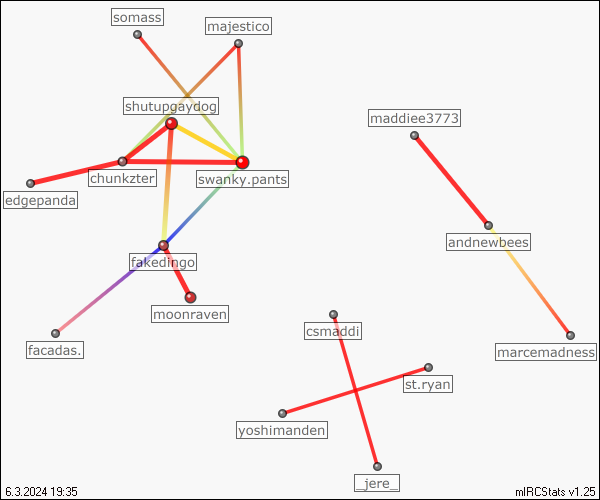 somass
majestico
shutupgaydog
maddiee3773
chunkzter
swanky.pants
edgepanda
andnewbees
fakedingo
moonraven
csmaddi
facadas.
marcemadness
st.ryan
yoshimanden
_jere_
6.3.2024 19:35
mIRCStats v1.25